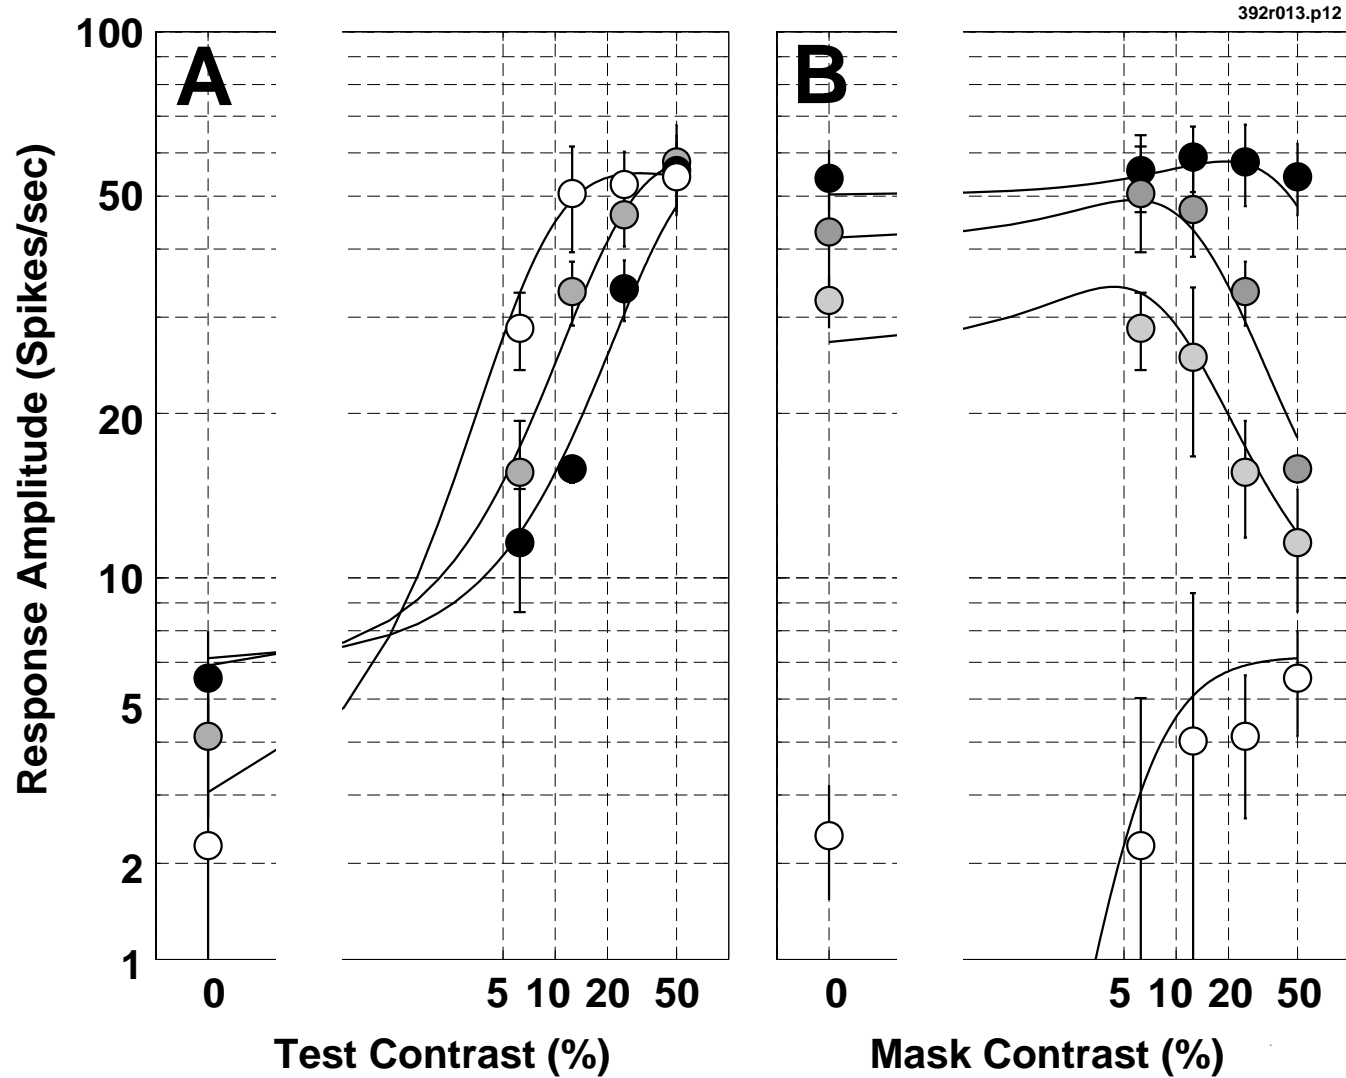 392r013.p12
A
B
Response Amplitude (Spikes/sec)
100
50
20
10
5
2
1
0 5 10 20 50
0 5 10 20 50
Test Contrast (%)
Mask Contrast (%)